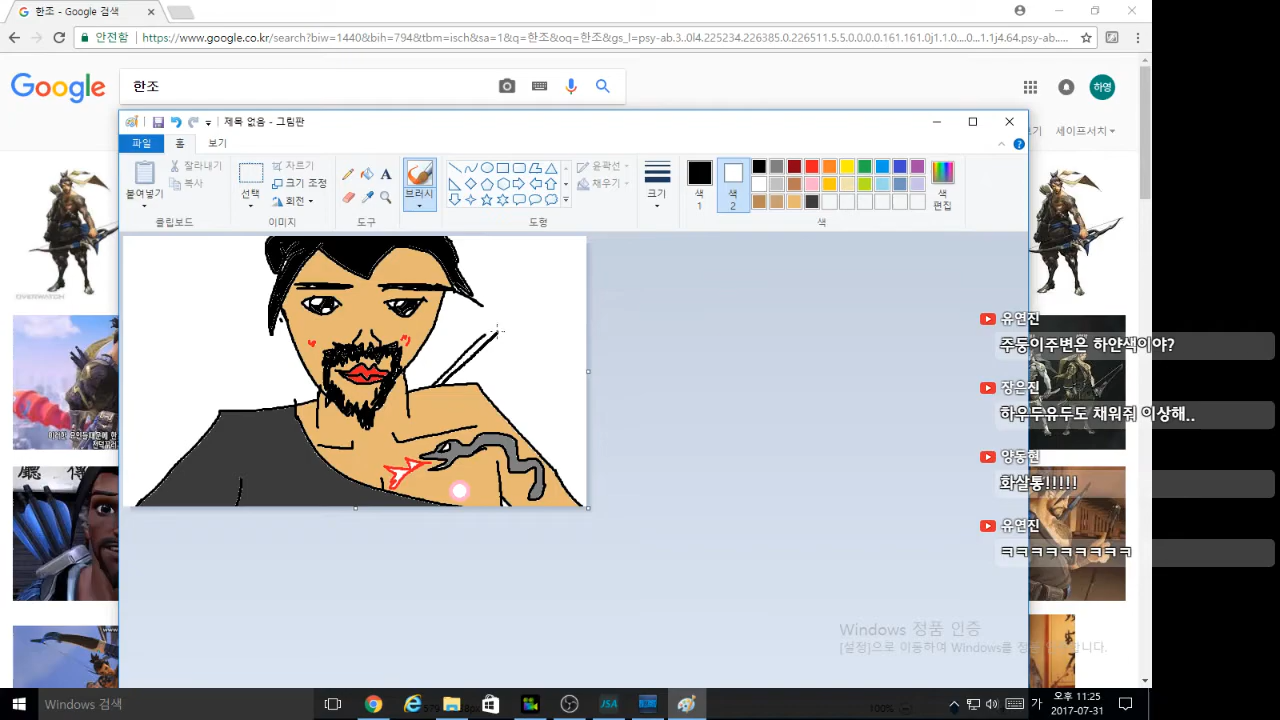 한조 - Google 검색
안전함 https://www.google.co.kr/search?biw=1440&bih=794&tbm=isch&sa=1&q=한조&oq=한조&gs_l=psy-ab.3..0l4.225234.226385.0.226511.5.5.0.0.0.0.161.161.0j1.1.0....0...1.1j4.64.psy-ab....
Google 한조 하영
제목 없음 - 그림판
세이프서치
파일 홈 보기
붙여넣기 잘라내기 복사
선택 자르기 크기 조정 회전
브러시
윤곽선 채우기
크기
색 1
색 2
색 편집
클립보드 이미지 도구 도형 색
OVERWATCH
유연진
주둥이주변은 하얀색이야?
장은진
하우두유두도 채워줘 이상해..
양동현
화살통!!!!!
유연진
ㅋㅋㅋㅋㅋㅋㅋㅋㅋ
Windows 정품 인증
[설정]으로 이동하여 Windows를 정품 인증합니다.
100%
Windows 검색
JSA
가
오후 11:25
2017-07-31